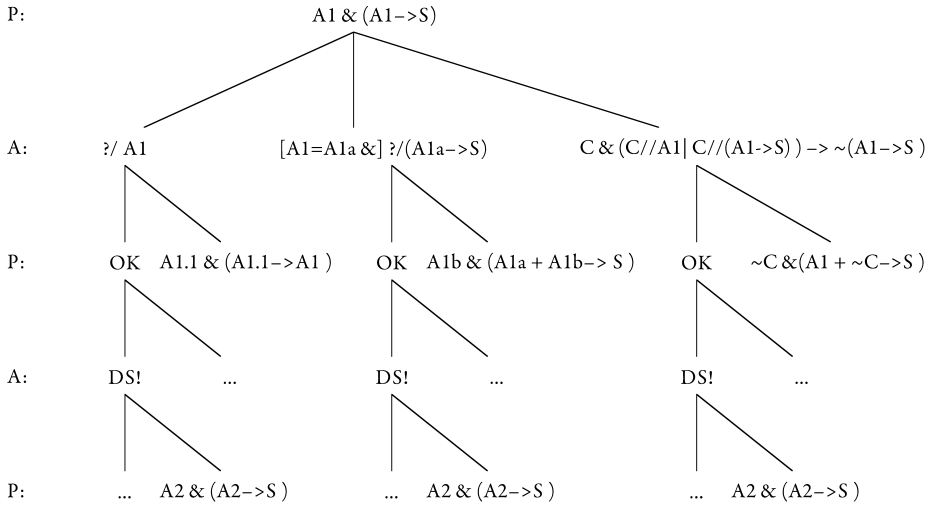 P: A1 & (A1–>S)
A: ?/ A1 [A1=A1a &] ?/(A1a–>S) C & (C//A1| C//(A1->S) ) –> ~(A1–>S )
P: OK A1.1 & (A1.1–>A1 ) OK A1b & (A1a + A1b–> S ) OK ~C &(A1 + ~C–>S )
A: DS! ... DS! ... DS! ...
P: ... A2 & (A2–>S ) ... A2 & (A2–>S ) ... A2 & (A2–>S )